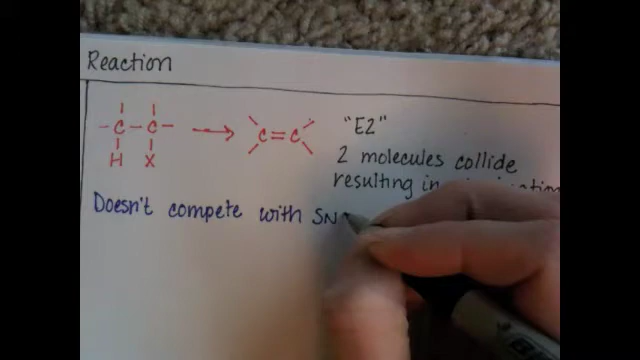 Reaction
- C - C - → C = C
H X
"E2"
2 molecules collide
resulting in
Doesn't compete with SN